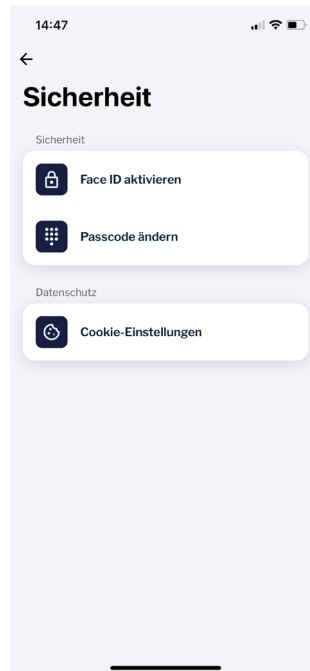 14:47
Sicherheit
Sicherheit
Face ID aktivieren
Passcode ändern
Datenschutz
Cookie-Einstellungen